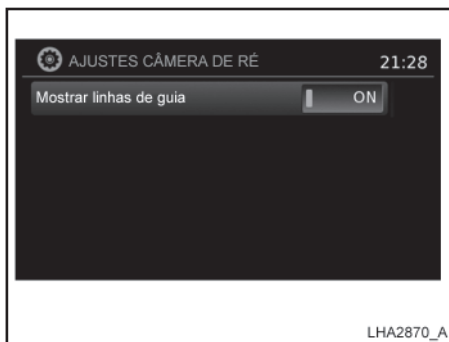 AJUSTES CÂMERA DE RÉ 21:28
Mostrar linhas de guia ON
LHA2870_A